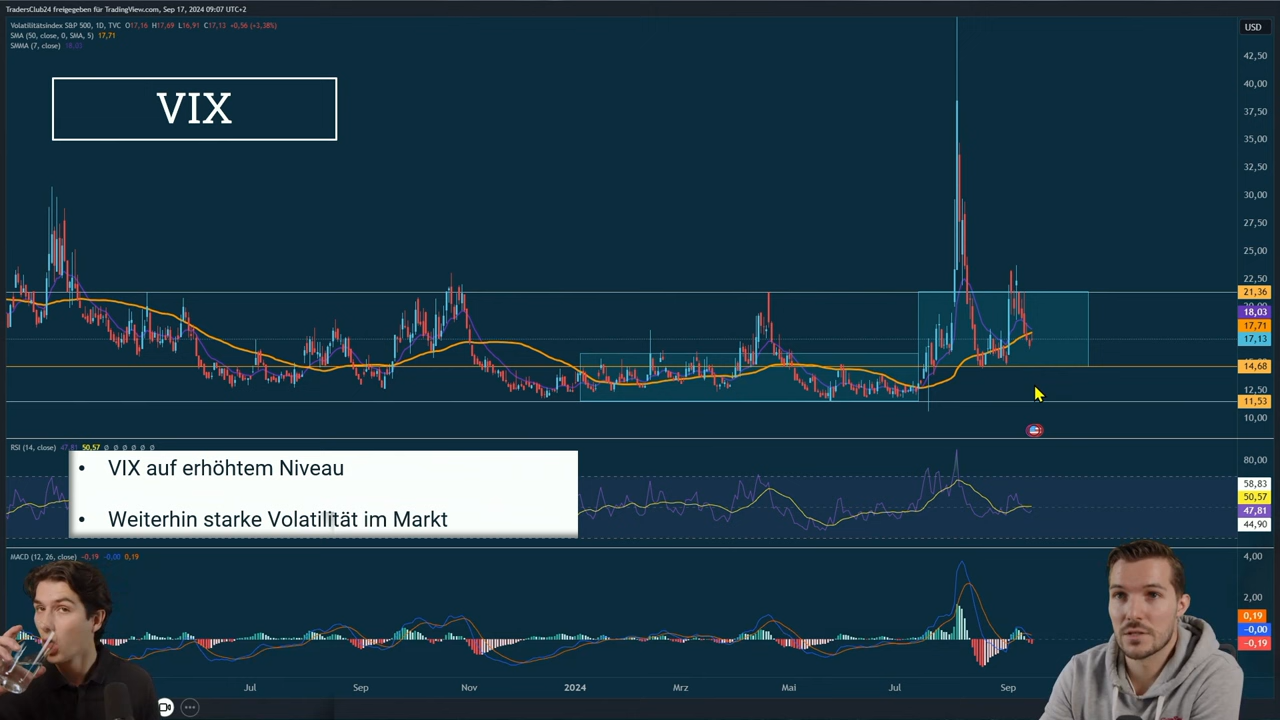 TradersClub24 freigegeben für TradingView.com, Sep 17, 2024 09:07 UTC+2
Volatilitätsindex S&P 500, 1D, TVC O17,16 H17,69 L16,91 C17,13 +0,56 (+3,38%)
SMA (50, close, 0, SMA, 5) 17,71
SMMA (7, close) 18,03
USD
VIX
42,50
40,00
37,50
35,00
32,50
30,00
27,50
25,00
22,50
21,36
18,03
17,71
17,13
14,68
12,50
11,53
10,00
RSI (14, close) 47,81 50,57 ø ø ø ø ø ø
80,00
58,83
50,57
47,81
44,90
• VIX auf erhöhtem Niveau
• Weiterhin starke Volatilität im Markt
MACD (12, 26, close) −0,19 −0,00 0,19
4,00
2,00
0,19
−0,00
−0,19
Jul Sep Nov 2024 Mrz Mai Jul Sep